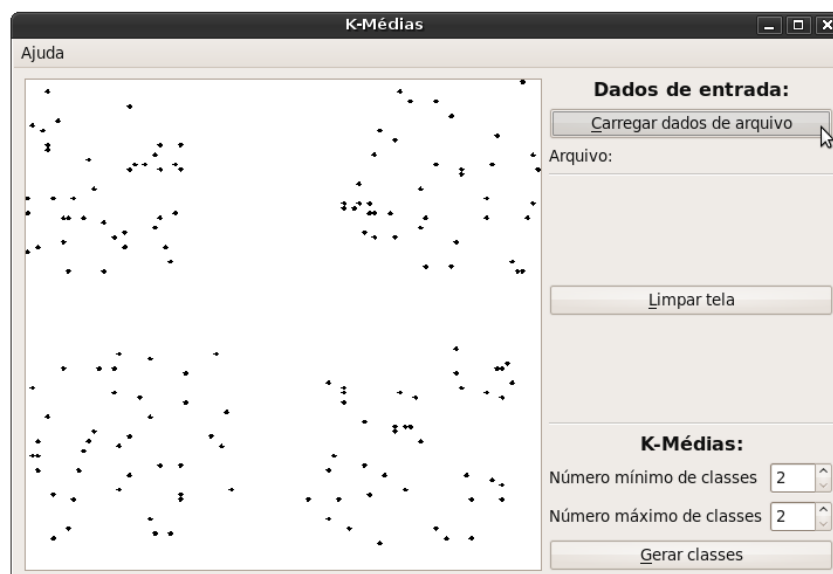 K-Médias
Ajuda
Dados de entrada:
Carregar dados de arquivo
Arquivo:
Limpar tela
K-Médias:
Número mínimo de classes 2
Número máximo de classes 2
Gerar classes